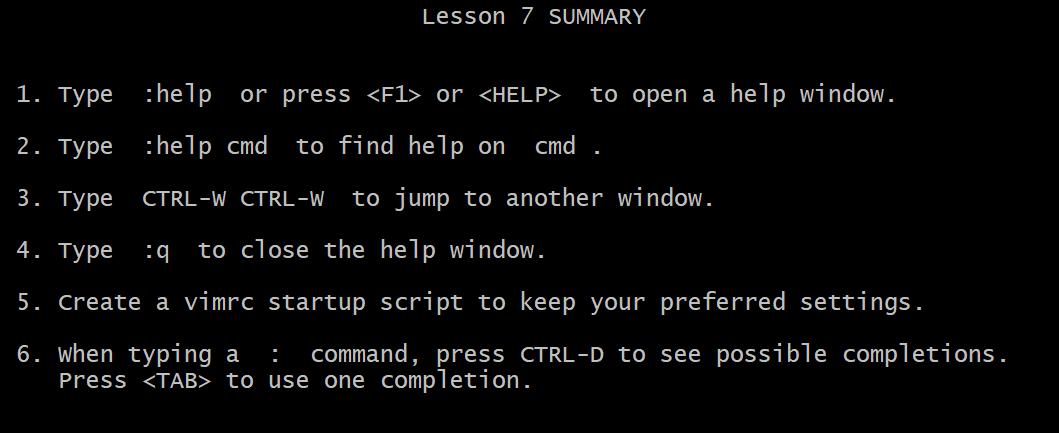 Lesson 7 SUMMARY
1. Type  :help  or press <F1> or <HELP>  to open a help window.
2. Type  :help cmd  to find help on  cmd .
3. Type  CTRL-W CTRL-W  to jump to another window.
4. Type  :q  to close the help window.
5. Create a vimrc startup script to keep your preferred settings.
6. When typing a  :  command, press CTRL-D to see possible completions.
Press <TAB> to use one completion.